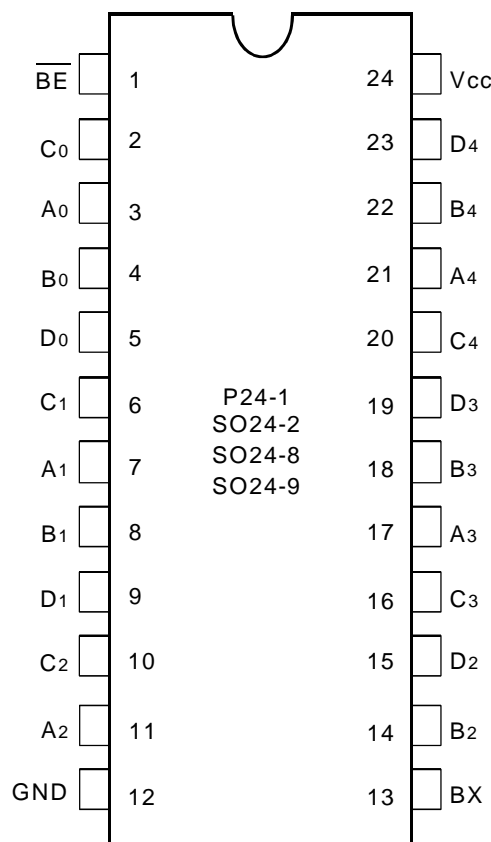 B̅E̅ 1 24 Vcc
C0 2 23 D4
A0 3 22 B4
B0 4 21 A4
D0 5 20 C4
C1 6 P24-1 19 D3
SO24-2
A1 7 SO24-8 18 B3
SO24-9
B1 8 17 A3
D1 9 16 C3
C2 10 15 D2
A2 11 14 B2
GND 12 13 BX